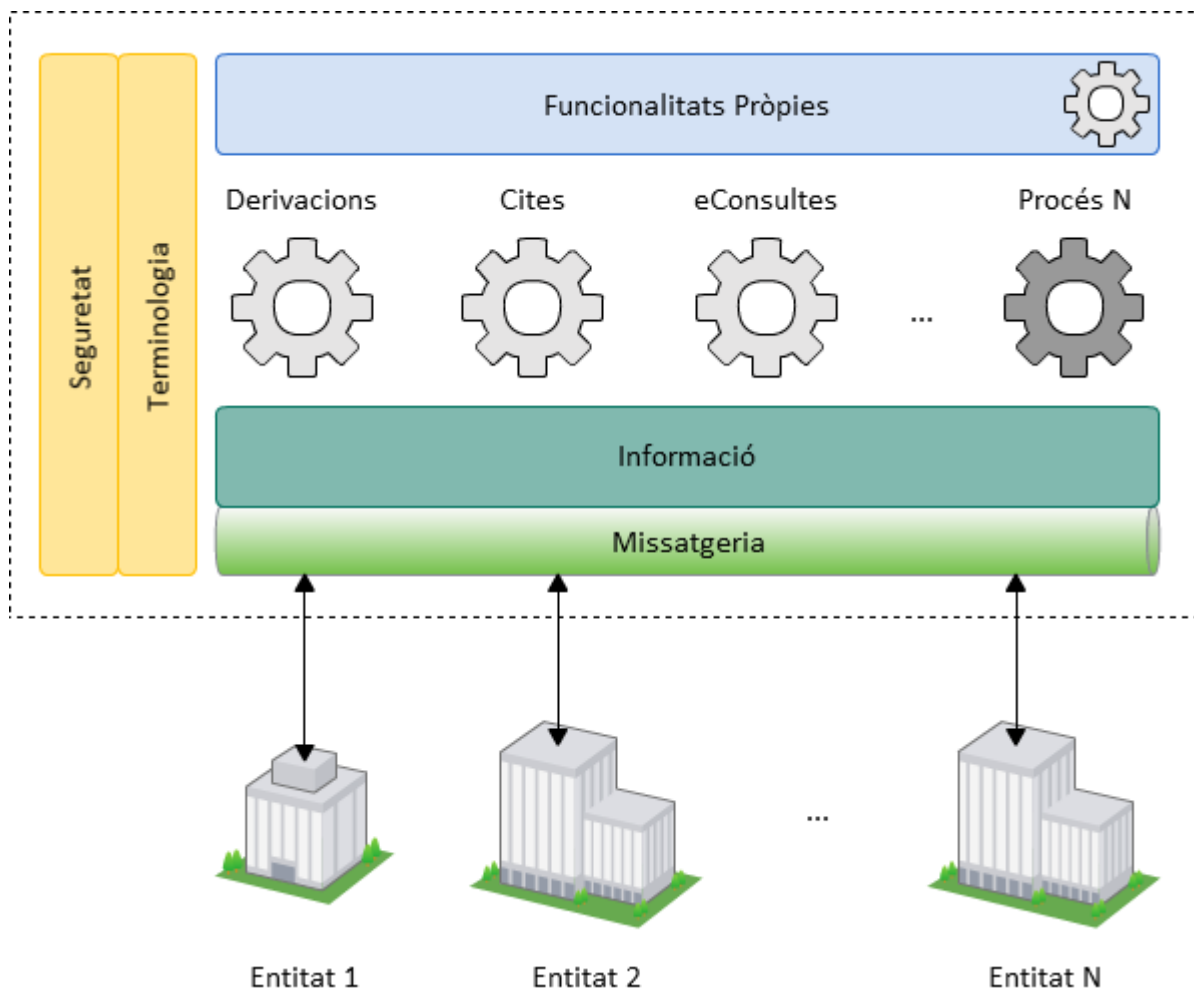 Funcionalitats Pròpies
Seguretat
Terminologia
Derivacions
Cites
eConsultes
...
Procés N
Informació
Missatgeria
...
Entitat 1
Entitat 2
Entitat N